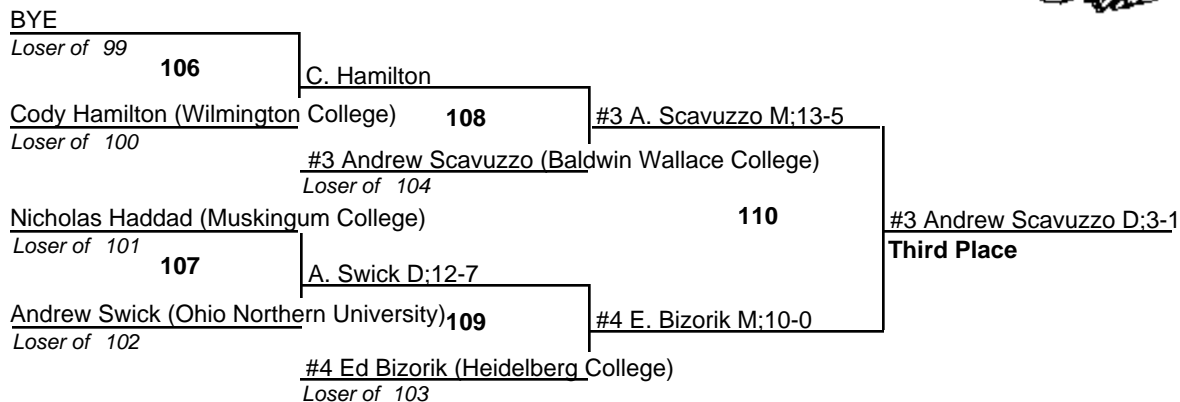 BYE
Loser of 99
106
C. Hamilton
Cody Hamilton (Wilmington College)
108
#3 A. Scavuzzo M;13-5
Loser of 100
#3 Andrew Scavuzzo (Baldwin Wallace College)
Loser of 104
Nicholas Haddad (Muskingum College)
110
#3 Andrew Scavuzzo D;3-1
Loser of 101
Third Place
107
A. Swick D;12-7
Andrew Swick (Ohio Northern University)
109
#4 E. Bizorik M;10-0
Loser of 102
#4 Ed Bizorik (Heidelberg College)
Loser of 103